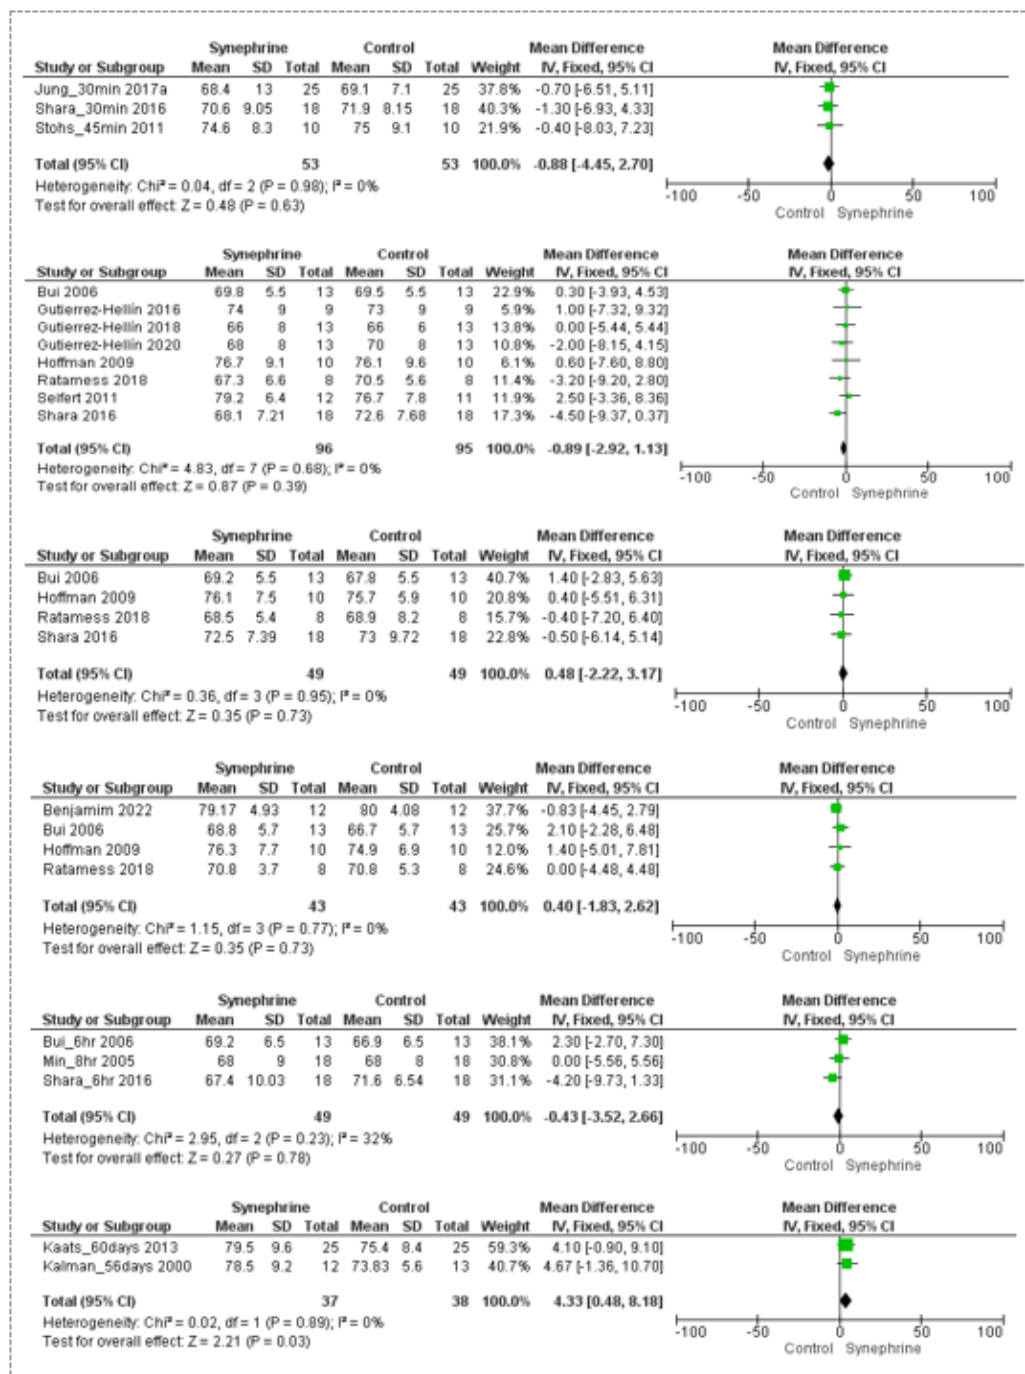 Synephrine Control Mean Difference Mean Difference
Study or Subgroup Mean SD Total Mean SD Total Weight IV, Fixed, 95% CI IV, Fixed, 95% CI
Jung_30min 2017a 68.4 13 25 69.1 7.1 25 37.8% -0.70 [-6.51, 5.11]
Shara_30min 2016 70.6 9.05 18 71.9 8.15 18 40.3% -1.30 [-6.93, 4.33]
Stohs_45min 2011 74.6 8.3 10 75 9.1 10 21.9% -0.40 [-8.03, 7.23]
Total (95% CI) 53 53 100.0% -0.88 [-4.45, 2.70]
Heterogeneity: Chi² = 0.04, df = 2 (P = 0.98); I² = 0%
Test for overall effect: Z = 0.48 (P = 0.63)
-100 -50 0 50 100
Control Synephrine
Synephrine Control Mean Difference Mean Difference
Study or Subgroup Mean SD Total Mean SD Total Weight IV, Fixed, 95% CI IV, Fixed, 95% CI
Bui 2006 69.8 5.5 13 69.5 5.5 13 22.9% 0.30 [-3.93, 4.53]
Gutierrez-Hellín 2016 74 9 9 73 9 9 5.9% 1.00 [-7.32, 9.32]
Gutierrez-Hellín 2018 66 8 13 66 6 13 13.8% 0.00 [-5.44, 5.44]
Gutierrez-Hellín 2020 68 8 13 70 8 13 10.8% -2.00 [-8.15, 4.15]
Hoffman 2009 76.7 9.1 10 76.1 9.6 10 6.1% 0.60 [-7.60, 8.80]
Ratamess 2018 67.3 6.6 8 70.5 5.6 8 11.4% -3.20 [-9.20, 2.80]
Seifert 2011 79.2 6.4 12 76.7 7.8 11 11.9% 2.50 [-3.36, 8.36]
Shara 2016 68.1 7.21 18 72.6 7.68 18 17.3% -4.50 [-9.37, 0.37]
Total (95% CI) 96 95 100.0% -0.89 [-2.92, 1.13]
Heterogeneity: Chi² = 4.83, df = 7 (P = 0.68); I² = 0%
Test for overall effect: Z = 0.87 (P = 0.39)
-100 -50 0 50 100
Control Synephrine
Synephrine Control Mean Difference Mean Difference
Study or Subgroup Mean SD Total Mean SD Total Weight IV, Fixed, 95% CI IV, Fixed, 95% CI
Bui 2006 69.2 5.5 13 67.8 5.5 13 40.7% 1.40 [-2.83, 5.63]
Hoffman 2009 76.1 7.5 10 75.7 5.9 10 20.8% 0.40 [-5.51, 6.31]
Ratamess 2018 68.5 5.4 8 68.9 8.2 8 15.7% -0.40 [-7.20, 6.40]
Shara 2016 72.5 7.39 18 73 9.72 18 22.8% -0.50 [-6.14, 5.14]
Total (95% CI) 49 49 100.0% 0.48 [-2.22, 3.17]
Heterogeneity: Chi² = 0.36, df = 3 (P = 0.95); I² = 0%
Test for overall effect: Z = 0.35 (P = 0.73)
-100 -50 0 50 100
Control Synephrine
Synephrine Control Mean Difference Mean Difference
Study or Subgroup Mean SD Total Mean SD Total Weight IV, Fixed, 95% CI IV, Fixed, 95% CI
Benjamim 2022 79.17 4.93 12 80 4.08 12 37.7% -0.83 [-4.45, 2.79]
Bui 2006 68.8 5.7 13 66.7 5.7 13 25.7% 2.10 [-2.28, 6.48]
Hoffman 2009 76.3 7.7 10 74.9 6.9 10 12.0% 1.40 [-5.01, 7.81]
Ratamess 2018 70.8 3.7 8 70.8 5.3 8 24.6% 0.00 [-4.48, 4.48]
Total (95% CI) 43 43 100.0% 0.40 [-1.83, 2.62]
Heterogeneity: Chi² = 1.15, df = 3 (P = 0.77); I² = 0%
Test for overall effect: Z = 0.35 (P = 0.73)
-100 -50 0 50 100
Control Synephrine
Synephrine Control Mean Difference Mean Difference
Study or Subgroup Mean SD Total Mean SD Total Weight IV, Fixed, 95% CI IV, Fixed, 95% CI
Bui_6hr 2006 69.2 6.5 13 66.9 6.5 13 38.1% 2.30 [-2.70, 7.30]
Min_8hr 2005 68 9 18 68 8 18 30.8% 0.00 [-5.56, 5.56]
Shara_6hr 2016 67.4 10.03 18 71.6 6.54 18 31.1% -4.20 [-9.73, 1.33]
Total (95% CI) 49 49 100.0% -0.43 [-3.52, 2.66]
Heterogeneity: Chi² = 2.95, df = 2 (P = 0.23); I² = 32%
Test for overall effect: Z = 0.27 (P = 0.78)
-100 -50 0 50 100
Control Synephrine
Synephrine Control Mean Difference Mean Difference
Study or Subgroup Mean SD Total Mean SD Total Weight IV, Fixed, 95% CI IV, Fixed, 95% CI
Kaats_60days 2013 79.5 9.6 25 75.4 8.4 25 59.3% 4.10 [-0.90, 9.10]
Kalman_56days 2000 78.5 9.2 12 73.83 5.6 13 40.7% 4.67 [-1.36, 10.70]
Total (95% CI) 37 38 100.0% 4.33 [0.48, 8.18]
Heterogeneity: Chi² = 0.02, df = 1 (P = 0.89); I² = 0%
Test for overall effect: Z = 2.21 (P = 0.03)
-100 -50 0 50 100
Control Synephrine